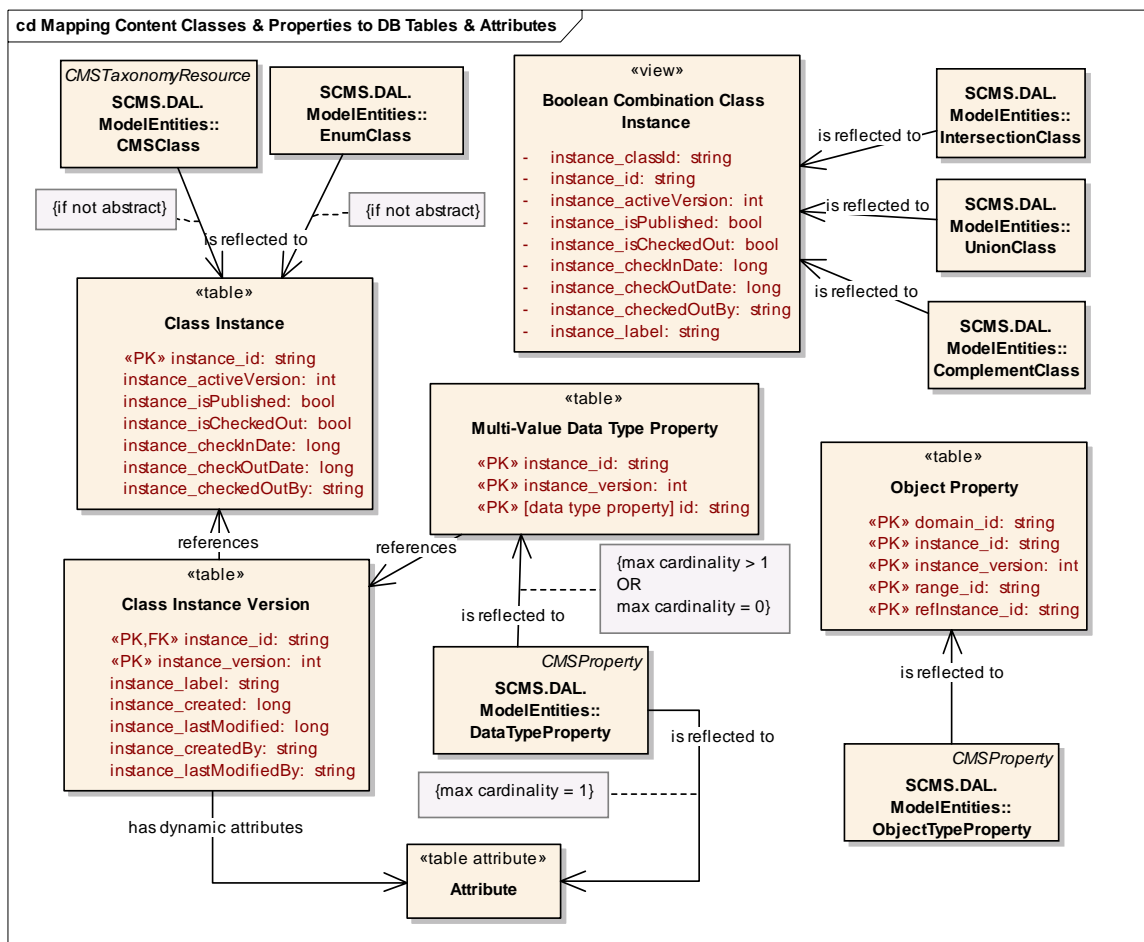 cd Mapping Content Classes & Properties to DB Tables & Attributes
CMSTaxonomyResource
SCMS.DAL.
ModelEntities::
CMSClass
SCMS.DAL.
ModelEntities::
EnumClass
{if not abstract}
{if not abstract}
is reflected to
«table»
Class Instance
«PK» instance_id: string
instance_activeVersion: int
instance_isPublished: bool
instance_isCheckedOut: bool
instance_checkInDate: long
instance_checkOutDate: long
instance_checkedOutBy: string
references
«table»
Class Instance Version
«PK,FK» instance_id: string
«PK» instance_version: int
instance_label: string
instance_created: long
instance_lastModified: long
instance_createdBy: string
instance_lastModifiedBy: string
has dynamic attributes
«view»
Boolean Combination Class
Instance
- instance_classId: string
- instance_id: string
- instance_activeVersion: int
- instance_isPublished: bool
- instance_isCheckedOut: bool
- instance_checkInDate: long
- instance_checkOutDate: long
- instance_checkedOutBy: string
- instance_label: string
is reflected to
SCMS.DAL.
ModelEntities::
IntersectionClass
is reflected to
SCMS.DAL.
ModelEntities::
UnionClass
is reflected to
SCMS.DAL.
ModelEntities::
ComplementClass
«table»
Multi-Value Data Type Property
«PK» instance_id: string
«PK» instance_version: int
«PK» [data type property] id: string
references
{max cardinality > 1
OR
max cardinality = 0}
is reflected to
CMSProperty
SCMS.DAL.
ModelEntities::
DataTypeProperty
is reflected to
{max cardinality = 1}
«table attribute»
Attribute
«table»
Object Property
«PK» domain_id: string
«PK» instance_id: string
«PK» instance_version: int
«PK» range_id: string
«PK» refInstance_id: string
is reflected to
CMSProperty
SCMS.DAL.
ModelEntities::
ObjectTypeProperty